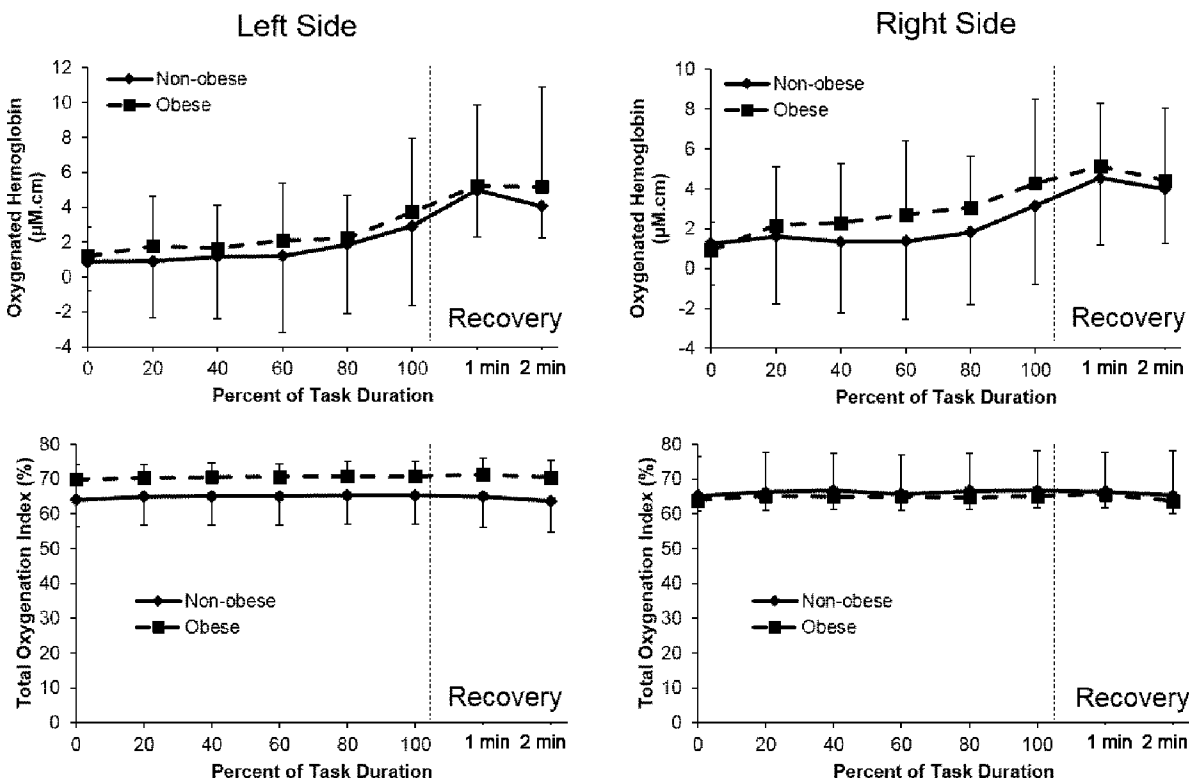 Left Side
Right Side
Oxygenated Hemoglobin
(µM.cm)
12
10
8
6
4
2
0
-2
-4
Non-obese
Obese
Recovery
0 20 40 60 80 100 1 min 2 min
Percent of Task Duration
Oxygenated Hemoglobin
(µM.cm)
10
8
6
4
2
0
-2
-4
Non-obese
Obese
Recovery
0 20 40 60 80 100 1 min 2 min
Percent of Task Duration
Total Oxygenation Index (%)
80
70
60
50
40
30
20
10
0
Non-obese
Obese
Recovery
0 20 40 60 80 100 1 min 2 min
Percent of Task Duration
Total Oxygenation Index (%)
80
70
60
50
40
30
20
10
0
Non-obese
Obese
Recovery
0 20 40 60 80 100 1 min 2 min
Percent of Task Duration